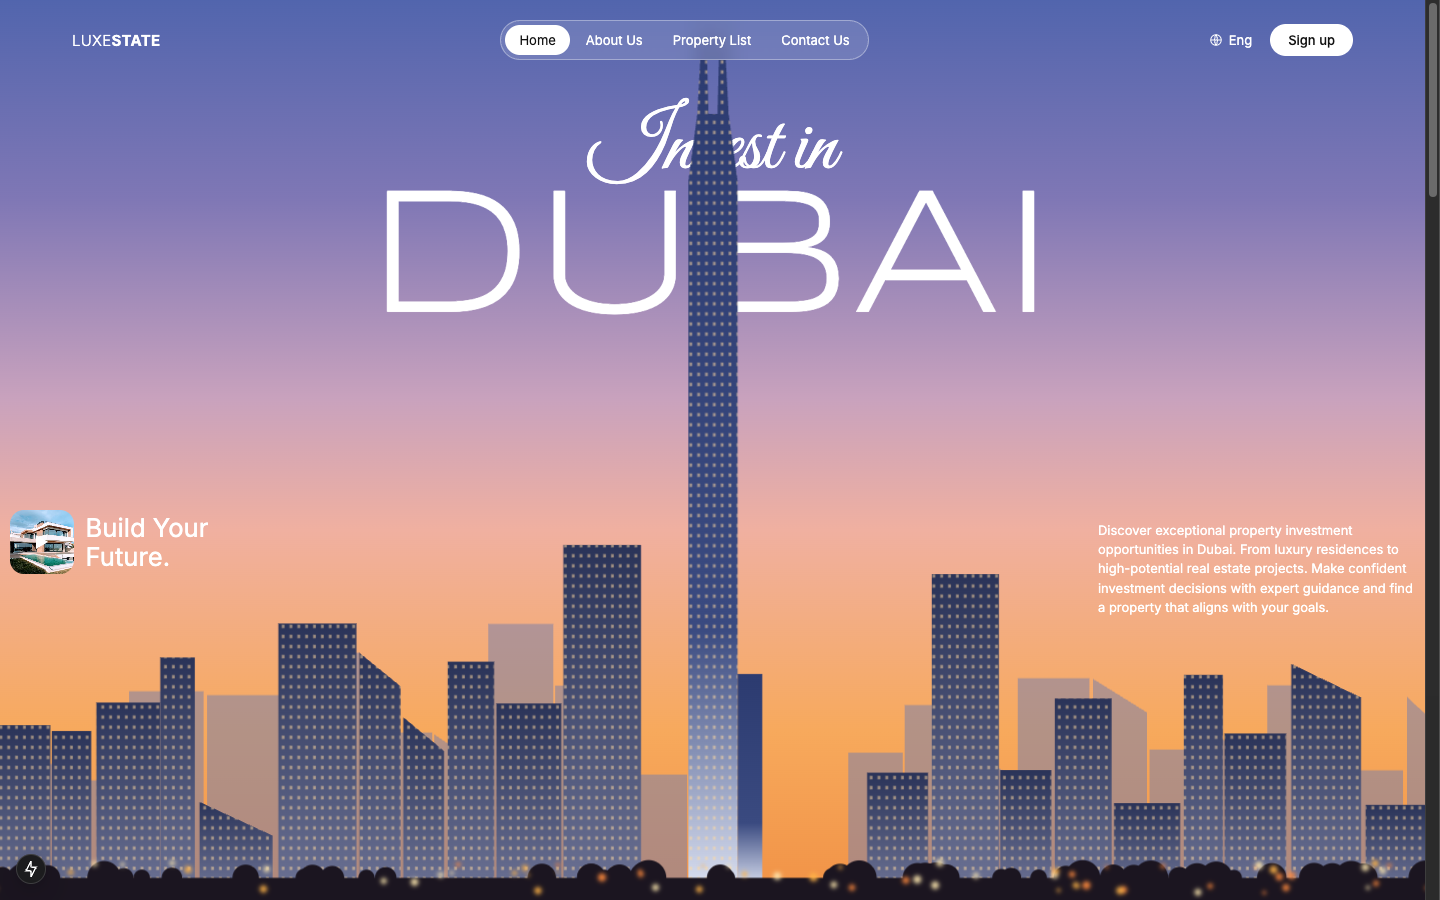 LUXESTATE
Home
About Us
Property List
Contact Us
Eng
Sign up
Invest in
DUBAI
Build Your
Future.
Discover exceptional property investment
opportunities in Dubai. From luxury residences to
high-potential real estate projects. Make confident
investment decisions with expert guidance and find
a property that aligns with your goals.